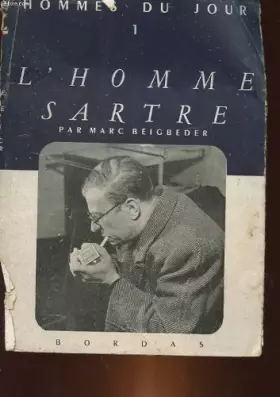 HOMMES DU JOUR
1
L'HOMME
SARTRE
PAR MARC BEIGBEDER
BORDAS